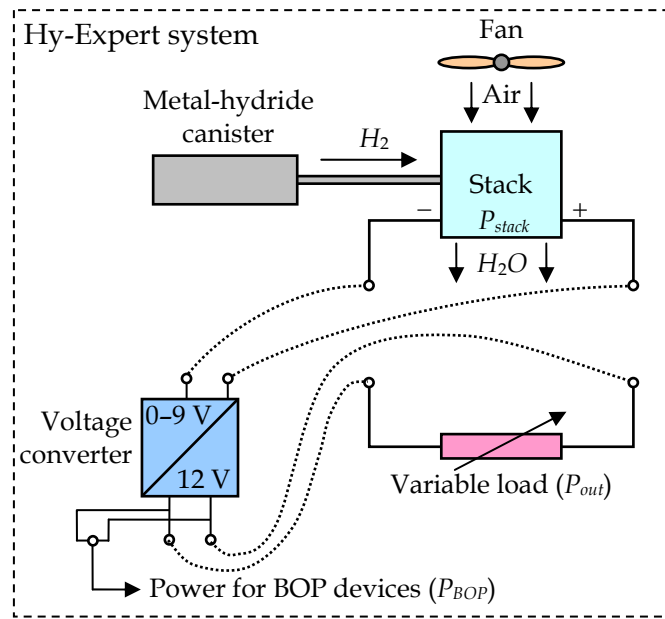 Hy-Expert system
Fan
Air
Metal-hydride
canister
H2
Stack
Pstack
−
+
H2O
Voltage
converter
0–9 V
12 V
Variable load (Pout)
Power for BOP devices (PBOP)